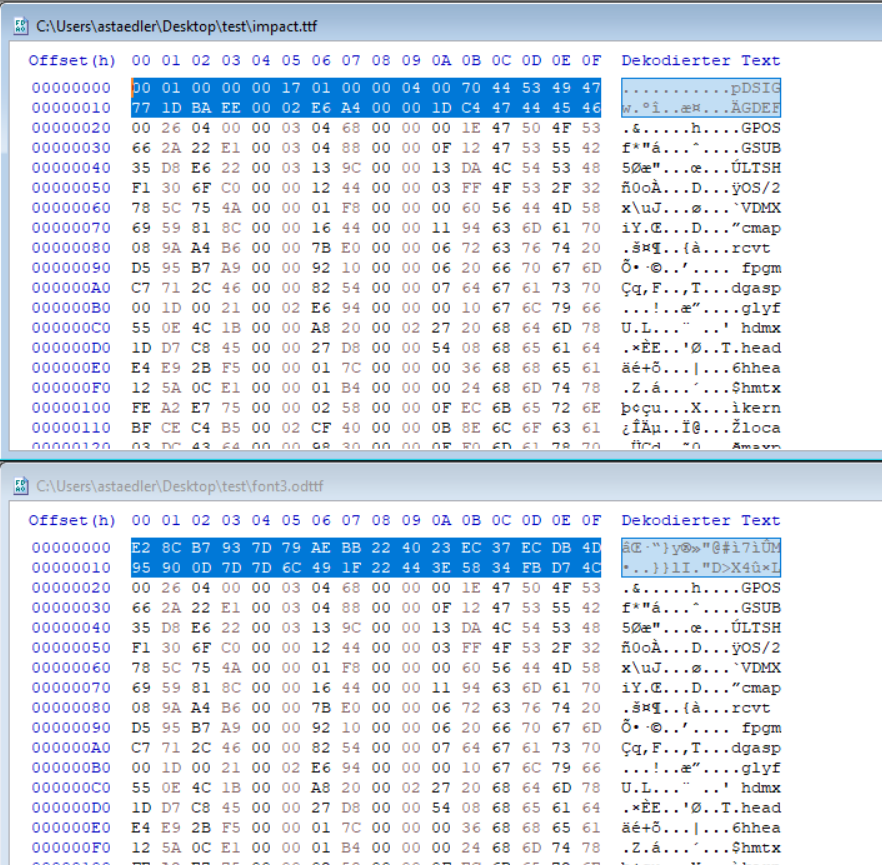 C:\Users\astaedler\Desktop\test\impact.ttf
Offset(h) 00 01 02 03 04 05 06 07 08 09 0A 0B 0C 0D 0E 0F Dekodierter Text
00000000 00 01 00 00 00 17 01 00 00 04 00 70 44 53 49 47 ...........pDSIG
00000010 77 1D BA EE 00 02 E6 A4 00 00 1D C4 47 44 45 46 w.ºî..æ¤...ÄGDEF
00000020 00 26 04 00 00 03 04 68 00 00 00 1E 47 50 4F 53 .&.....h....GPOS
00000030 66 2A 22 E1 00 03 04 88 00 00 0F 12 47 53 55 42 f*"á...ˆ....GSUB
00000040 35 D8 E6 22 00 03 13 9C 00 00 13 DA 4C 54 53 48 5Øæ"...œ...ÚLTSH
00000050 F1 30 6F C0 00 00 12 44 00 00 03 FF 4F 53 2F 32 ñ0oÀ...D...ÿOS/2
00000060 78 5C 75 4A 00 00 01 F8 00 00 00 60 56 44 4D 58 x\uJ...ø...`VDMX
00000070 69 59 81 8C 00 00 16 44 00 00 11 94 63 6D 61 70 iY.Œ...D...”cmap
00000080 08 9A A4 B6 00 00 7B E0 00 00 06 72 63 76 74 20 .š¤¶..{à...rcvt
00000090 D5 95 B7 A9 00 00 92 10 00 00 06 20 66 70 67 6D Õ•·©..’.... fpgm
000000A0 C7 71 2C 46 00 00 82 54 00 00 07 64 67 61 73 70 Çq,F..‚T...dgasp
000000B0 00 1D 00 21 00 02 E6 94 00 00 00 10 67 6C 79 66 ...!..æ”....glyf
000000C0 55 0E 4C 1B 00 00 A8 20 00 02 27 20 68 64 6D 78 U.L...¨ ..' hdmx
000000D0 1D D7 C8 45 00 00 27 D8 00 00 54 08 68 65 61 64 .×ÈE..'Ø..T.head
000000E0 E4 E9 2B F5 00 00 01 7C 00 00 00 36 68 68 65 61 äé+õ...|...6hhea
000000F0 12 5A 0C E1 00 00 01 B4 00 00 00 24 68 6D 74 78 .Z.á...´...$hmtx
00000100 FE A2 E7 75 00 00 02 58 00 00 0F EC 6B 65 72 6E þ¢çu...X...ìkern
00000110 BF CE C4 B5 00 02 CF 40 00 00 0B 8E 6C 6F 63 61 ¿ÎÄµ..Ï@...Žloca
00000120 03 DC 43 64 00 00 98 30 00 00 0F F0 6D 61 78 70 .ÜCd..˜0...ðmaxp
C:\Users\astaedler\Desktop\test\font3.odttf
Offset(h) 00 01 02 03 04 05 06 07 08 09 0A 0B 0C 0D 0E 0F Dekodierter Text
00000000 E2 8C B7 93 7D 79 AE BB 22 40 23 EC 37 EC DB 4D âŒ·“}y®»"@#ì7ìÛM
00000010 95 90 0D 7D 7D 6C 49 1F 22 44 3E 58 34 FB D7 4C •..}}lI."D>X4û×L
00000020 00 26 04 00 00 03 04 68 00 00 00 1E 47 50 4F 53 .&.....h....GPOS
00000030 66 2A 22 E1 00 03 04 88 00 00 0F 12 47 53 55 42 f*"á...ˆ....GSUB
00000040 35 D8 E6 22 00 03 13 9C 00 00 13 DA 4C 54 53 48 5Øæ"...œ...ÚLTSH
00000050 F1 30 6F C0 00 00 12 44 00 00 03 FF 4F 53 2F 32 ñ0oÀ...D...ÿOS/2
00000060 78 5C 75 4A 00 00 01 F8 00 00 00 60 56 44 4D 58 x\uJ...ø...`VDMX
00000070 69 59 81 8C 00 00 16 44 00 00 11 94 63 6D 61 70 iY.Œ...D...”cmap
00000080 08 9A A4 B6 00 00 7B E0 00 00 06 72 63 76 74 20 .š¤¶..{à...rcvt
00000090 D5 95 B7 A9 00 00 92 10 00 00 06 20 66 70 67 6D Õ•·©..’.... fpgm
000000A0 C7 71 2C 46 00 00 82 54 00 00 07 64 67 61 73 70 Çq,F..‚T...dgasp
000000B0 00 1D 00 21 00 02 E6 94 00 00 00 10 67 6C 79 66 ...!..æ”....glyf
000000C0 55 0E 4C 1B 00 00 A8 20 00 02 27 20 68 64 6D 78 U.L...¨ ..' hdmx
000000D0 1D D7 C8 45 00 00 27 D8 00 00 54 08 68 65 61 64 .×ÈE..'Ø..T.head
000000E0 E4 E9 2B F5 00 00 01 7C 00 00 00 36 68 68 65 61 äé+õ...|...6hhea
000000F0 12 5A 0C E1 00 00 01 B4 00 00 00 24 68 6D 74 78 .Z.á...´...$hmtx